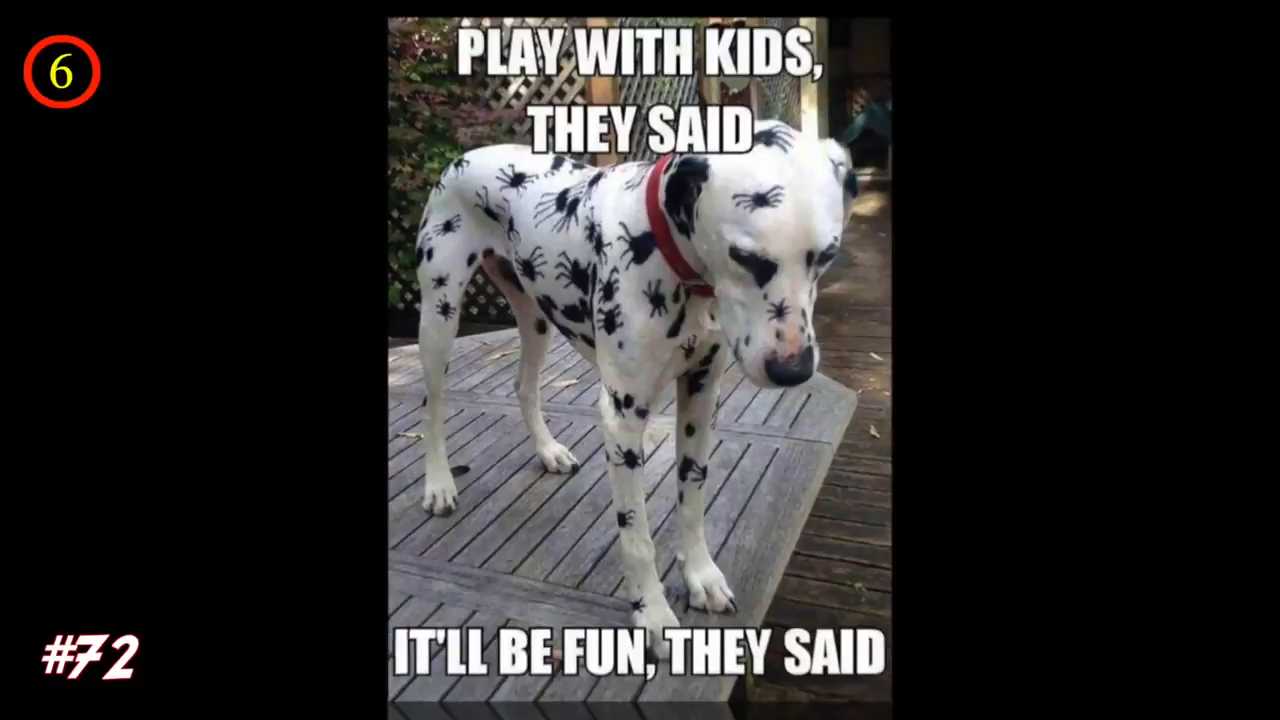 6
PLAY WITH KIDS,
THEY SAID
IT'LL BE FUN, THEY SAID
#72